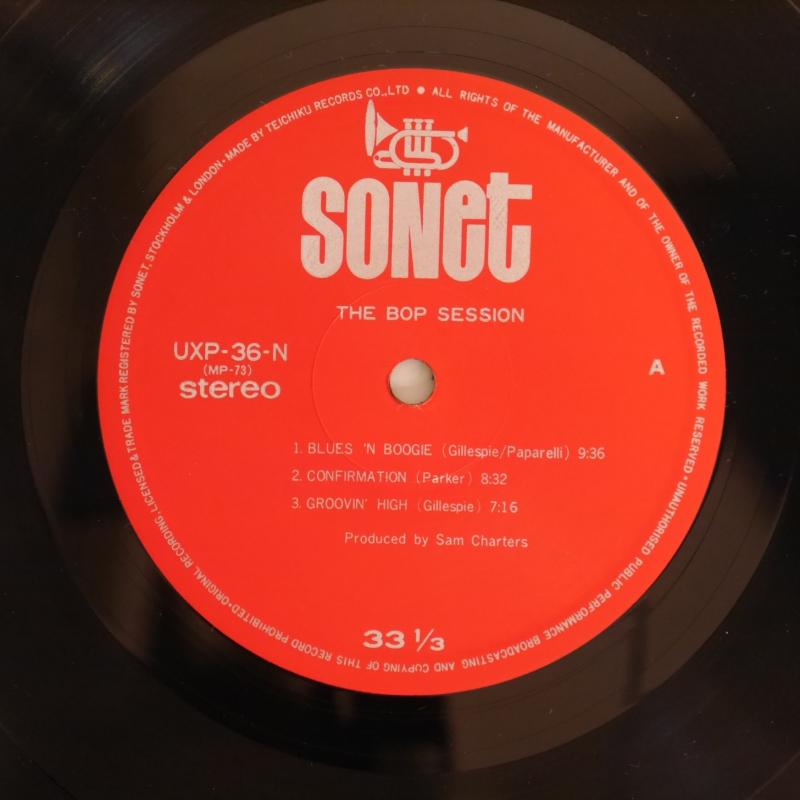 ORIGINAL RECORDING, LICENSED & TRADE MARK REGISTERED BY SONET, STOCKHOLM & LONDON • MADE BY TEICHIKU RECORDS CO., LTD • ALL RIGHTS OF THE MANUFACTURER AND OF THE OWNER OF THE RECORDED WORK RESERVED • UNAUTHORISED PUBLIC PERFORMANCE BROADCASTING AND COPYING OF THIS RECORD PROHIBITED •
SONet
THE BOP SESSION
UXP-36-N
(MP-73)
stereo
A
1. BLUES 'N BOOGIE (Gillespie/Paparelli) 9:36
2. CONFIRMATION (Parker) 8:32
3. GROOVIN' HIGH (Gillespie) 7:16
Produced by Sam Charters
33 ⅓